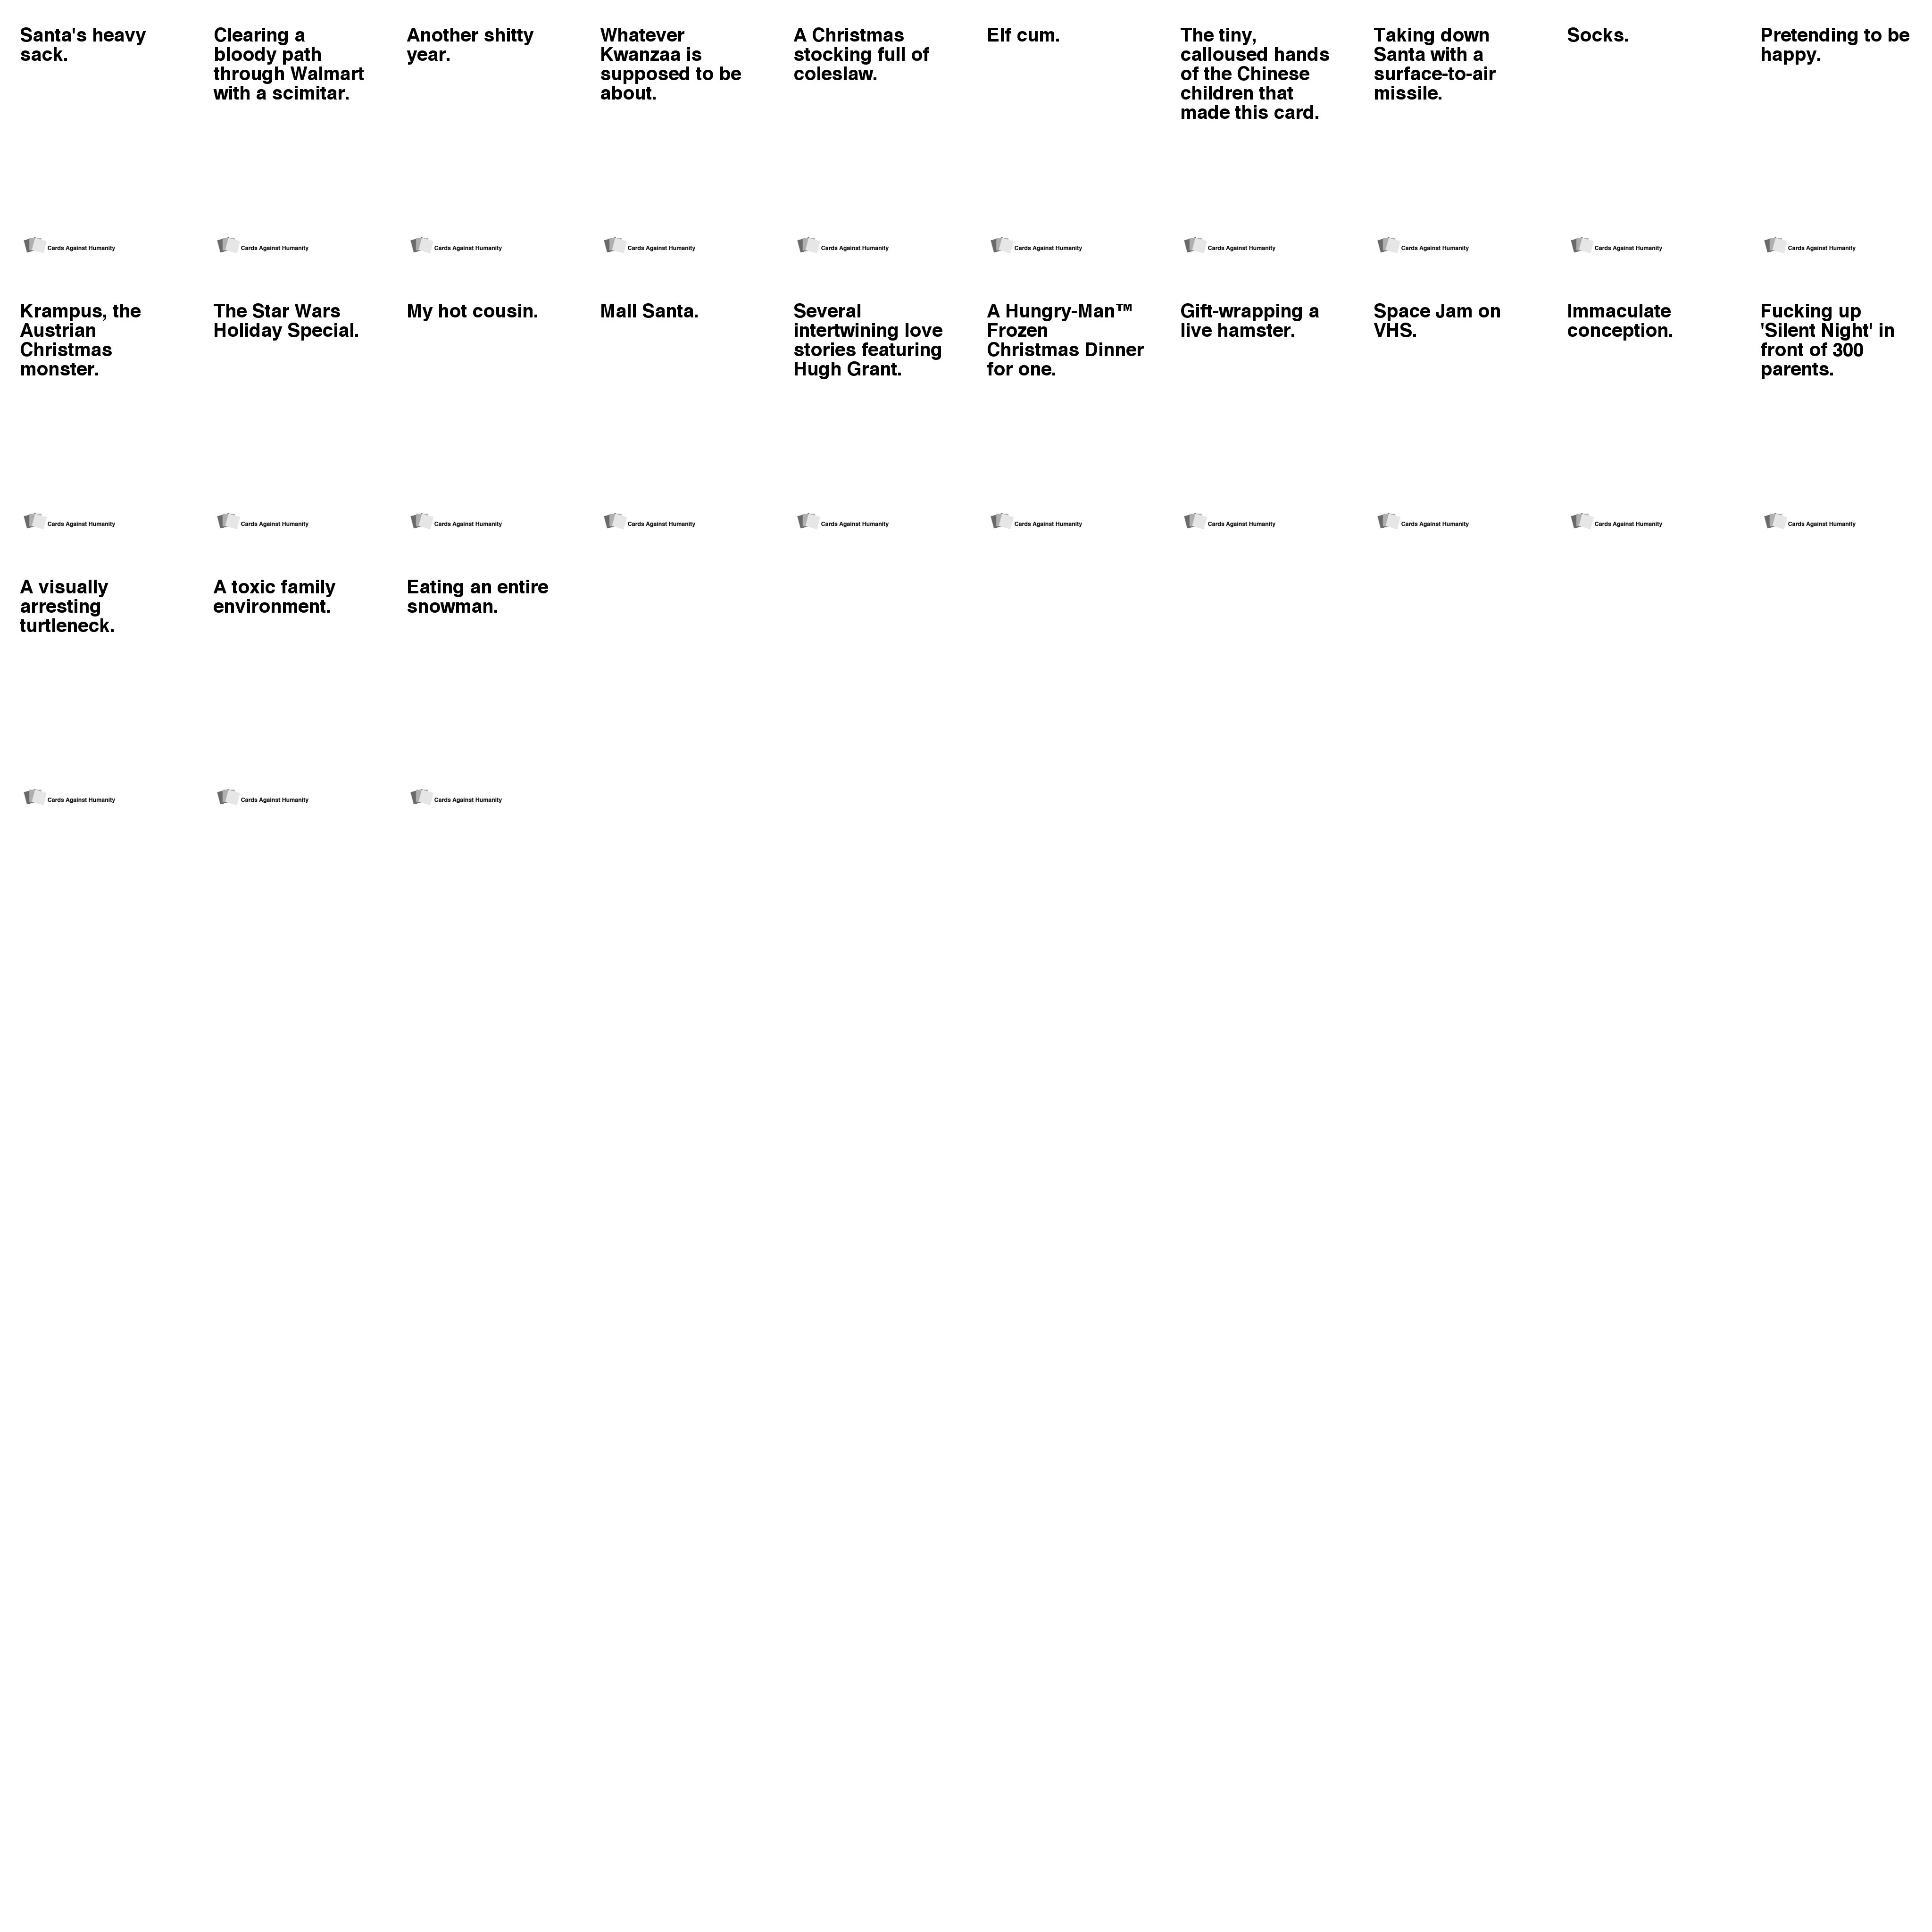 Santa's heavy
sack.
Cards Against Humanity
Clearing a
bloody path
through Walmart
with a scimitar.
Cards Against Humanity
Another shitty
year.
Cards Against Humanity
Whatever
Kwanzaa is
supposed to be
about.
Cards Against Humanity
A Christmas
stocking full of
coleslaw.
Cards Against Humanity
Elf cum.
Cards Against Humanity
The tiny,
calloused hands
of the Chinese
children that
made this card.
Cards Against Humanity
Taking down
Santa with a
surface-to-air
missile.
Cards Against Humanity
Socks.
Cards Against Humanity
Pretending to be
happy.
Cards Against Humanity
Krampus, the
Austrian
Christmas
monster.
Cards Against Humanity
The Star Wars
Holiday Special.
Cards Against Humanity
My hot cousin.
Cards Against Humanity
Mall Santa.
Cards Against Humanity
Several
intertwining love
stories featuring
Hugh Grant.
Cards Against Humanity
A Hungry-Man™
Frozen
Christmas Dinner
for one.
Cards Against Humanity
Gift-wrapping a
live hamster.
Cards Against Humanity
Space Jam on
VHS.
Cards Against Humanity
Immaculate
conception.
Cards Against Humanity
Fucking up
'Silent Night' in
front of 300
parents.
Cards Against Humanity
A visually
arresting
turtleneck.
Cards Against Humanity
A toxic family
environment.
Cards Against Humanity
Eating an entire
snowman.
Cards Against Humanity